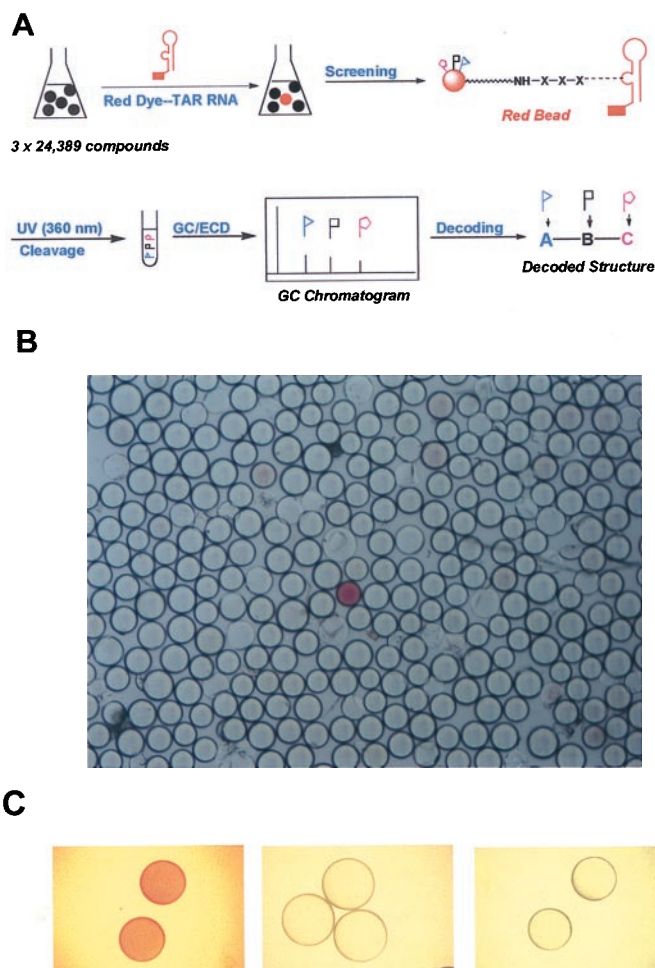 A
Red Dye--TAR RNA
Screening
NH-X-X-X
Red Bead
3 x 24,389 compounds
UV (360 nm)
Cleavage
GC/ECD
GC Chromatogram
Decoding
A B C
Decoded Structure
B
C